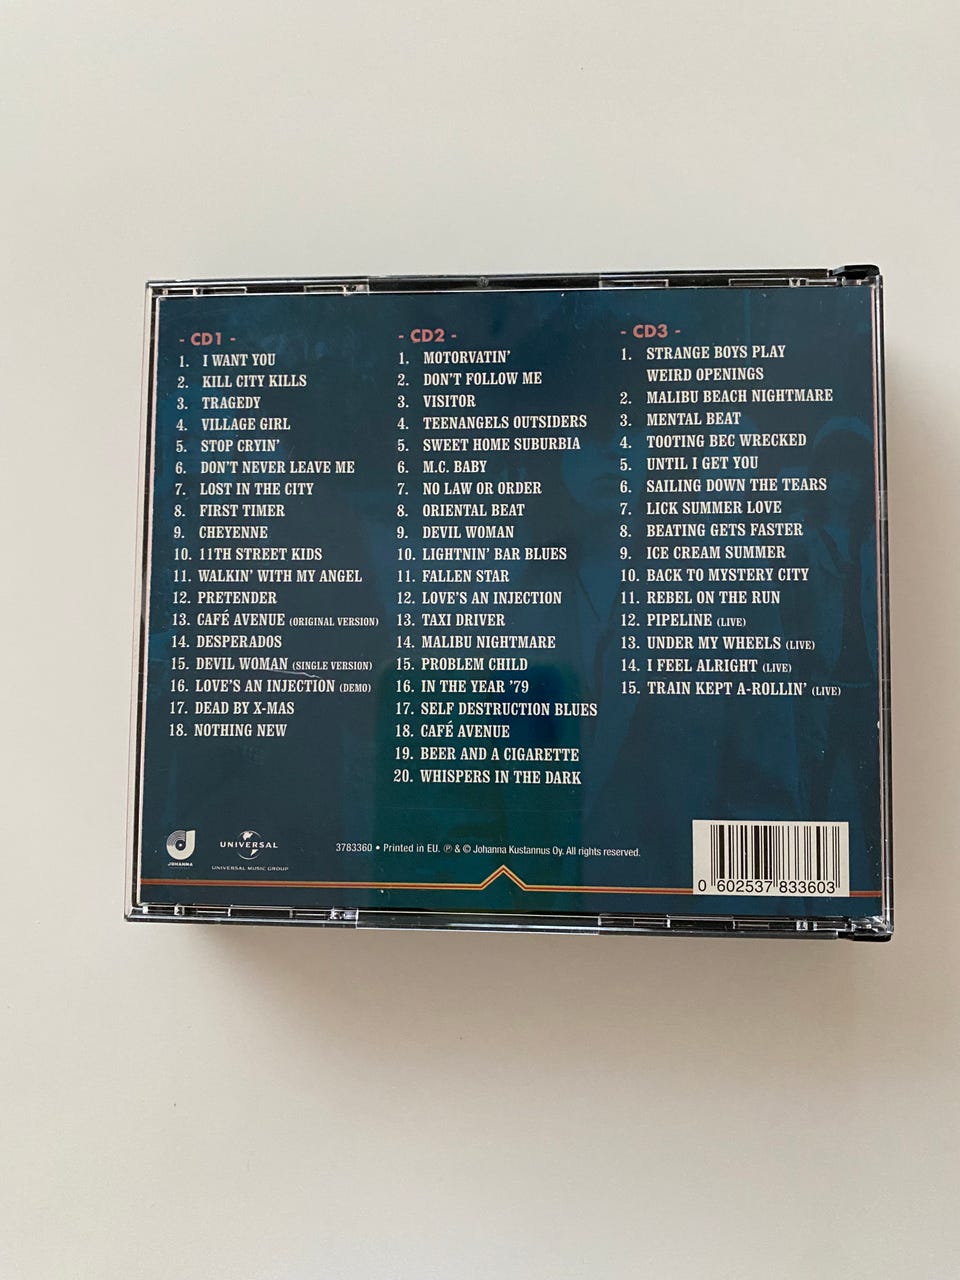 - CD1 -
1. I WANT YOU
2. KILL CITY KILLS
3. TRAGEDY
4. VILLAGE GIRL
5. STOP CRYIN'
6. DON'T NEVER LEAVE ME
7. LOST IN THE CITY
8. FIRST TIMER
9. CHEYENNE
10. 11TH STREET KIDS
11. WALKIN' WITH MY ANGEL
12. PRETENDER
13. CAFÉ AVENUE (ORIGINAL VERSION)
14. DESPERADOS
15. DEVIL WOMAN (SINGLE VERSION)
16. LOVE'S AN INJECTION (DEMO)
17. DEAD BY X-MAS
18. NOTHING NEW
- CD2 -
1. MOTORVATIN'
2. DON'T FOLLOW ME
3. VISITOR
4. TEENANGELS OUTSIDERS
5. SWEET HOME SUBURBIA
6. M.C. BABY
7. NO LAW OR ORDER
8. ORIENTAL BEAT
9. DEVIL WOMAN
10. LIGHTNIN' BAR BLUES
11. FALLEN STAR
12. LOVE'S AN INJECTION
13. TAXI DRIVER
14. MALIBU NIGHTMARE
15. PROBLEM CHILD
16. IN THE YEAR '79
17. SELF DESTRUCTION BLUES
18. CAFÉ AVENUE
19. BEER AND A CIGARETTE
20. WHISPERS IN THE DARK
- CD3 -
1. STRANGE BOYS PLAY
WEIRD OPENINGS
2. MALIBU BEACH NIGHTMARE
3. MENTAL BEAT
4. TOOTING BEC WRECKED
5. UNTIL I GET YOU
6. SAILING DOWN THE TEARS
7. LICK SUMMER LOVE
8. BEATING GETS FASTER
9. ICE CREAM SUMMER
10. BACK TO MYSTERY CITY
11. REBEL ON THE RUN
12. PIPELINE (LIVE)
13. UNDER MY WHEELS (LIVE)
14. I FEEL ALRIGHT (LIVE)
15. TRAIN KEPT A-ROLLIN' (LIVE)
JOHANNA
UNIVERSAL
UNIVERSAL MUSIC GROUP
3783360 • Printed in EU. ℗ & © Johanna Kustannus Oy. All rights reserved.
0 602537 833603